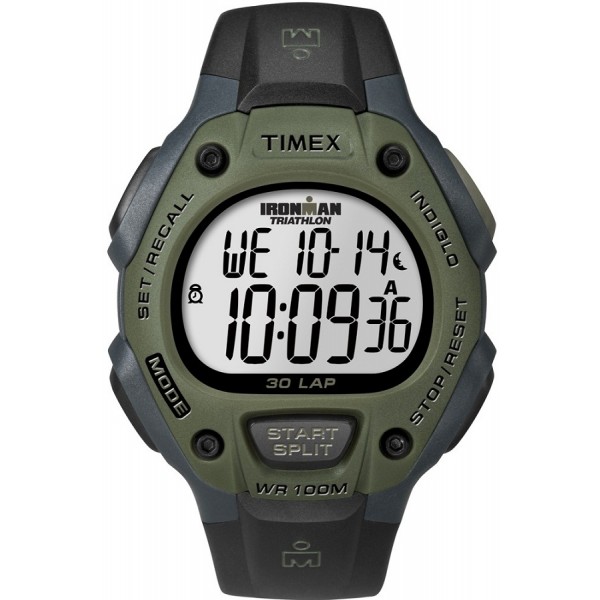 TIMEX
IRONMAN
TRIATHLON
SET/RECALL
INDIGLO
WE 10-14
A
10:09 36
MODE
STOP/RESET
30 LAP
START
SPLIT
WR 100M